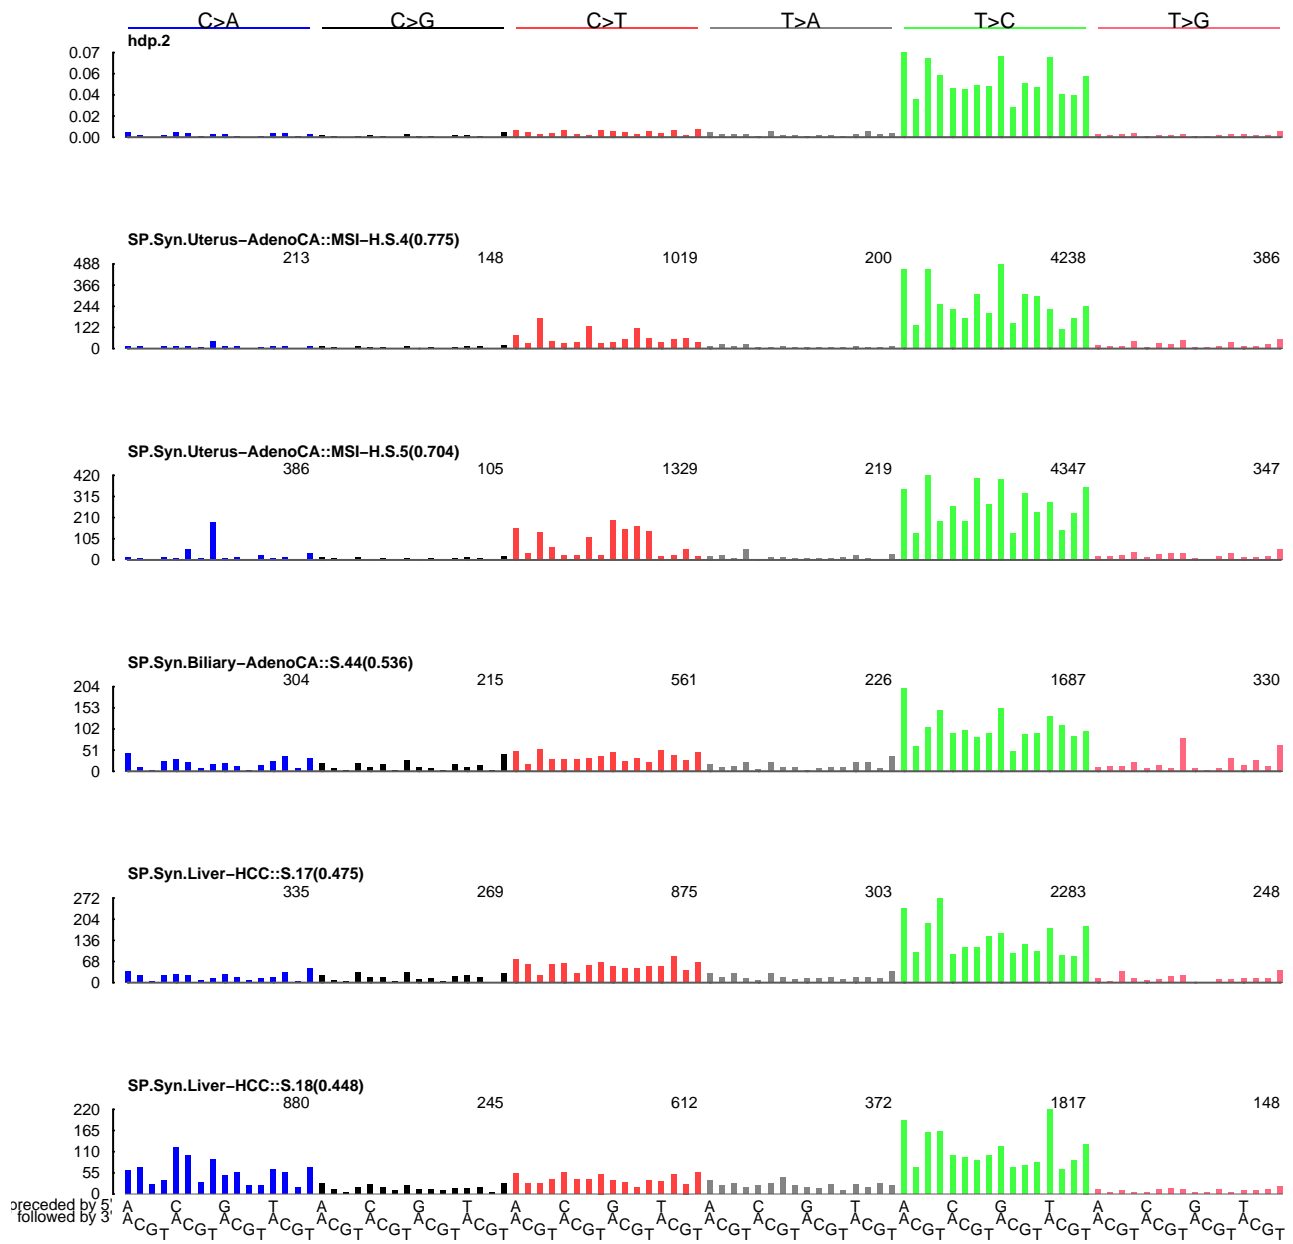 C>A C>G C>T T>A T>C T>G
hdp.2
0.07
0.06
0.04
0.02
0.00
SP.Syn.Uterus−AdenoCA::MSI−H.S.4(0.775)
213 148 1019 200 4238 386
488
366
244
122
0
SP.Syn.Uterus−AdenoCA::MSI−H.S.5(0.704)
386 105 1329 219 4347 347
420
315
210
105
0
SP.Syn.Biliary−AdenoCA::S.44(0.536)
304 215 561 226 1687 330
204
153
102
51
0
SP.Syn.Liver−HCC::S.17(0.475)
335 269 875 303 2283 248
272
204
136
68
0
SP.Syn.Liver−HCC::S.18(0.448)
880 245 612 372 1817 148
220
165
110
55
0
preceded by 5' A C G T A C G T A C G T A C G T A C G T A C G T
followed by 3' A C G T A C G T A C G T A C G T A C G T A C G T A C G T A C G T A C G T A C G T A C G T A C G T A C G T A C G T A C G T A C G T A C G T A C G T A C G T A C G T A C G T A C G T A C G T A C G T